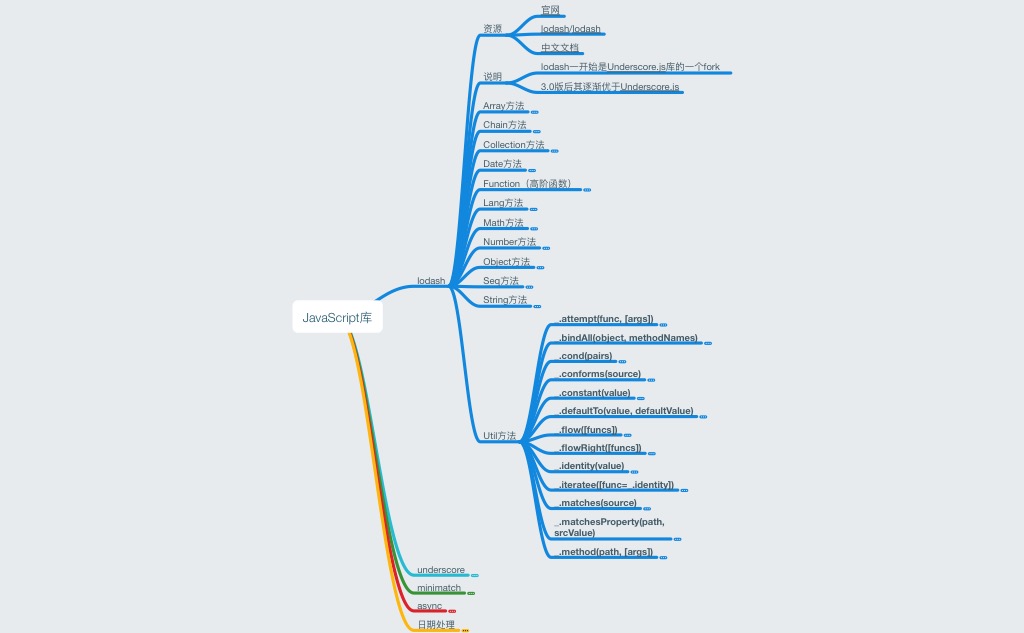 JavaScript库
lodash
资源
官网
lodash/lodash
中文文档
说明
lodash一开始是Underscore.js库的一个fork
3.0版后其逐渐优于Underscore.js
Array方法
Chain方法
Collection方法
Date方法
Function（高阶函数）
Lang方法
Math方法
Number方法
Object方法
Seq方法
String方法
Util方法
_.attempt(func, [args])
_.bindAll(object, methodNames)
_.cond(pairs)
_.conforms(source)
_.constant(value)
_.defaultTo(value, defaultValue)
_.flow([funcs])
_.flowRight([funcs])
_.identity(value)
_.iteratee([func=_.identity])
_.matches(source)
_.matchesProperty(path,
srcValue)
_.method(path, [args])
underscore
minimatch
async
日期处理